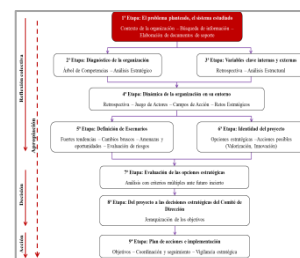 1ª Etapa: El problema planteado, el sistema estudiado
Contexto de la organización – Búsqueda de información –
Elaboración de documentos de soporte
2ª Etapa: Diagnóstico de la organización
Árbol de Competencias – Análisis Estratégico
3ª Etapa: Variables clave internas y externas
Retrospectiva – Análisis Estructural
4ª Etapa: Dinámica de la organización en su entorno
Retrospectiva – Juego de Actores – Campos de Acción – Retos Estratégicos
5ª Etapa: Definición de Escenarios
Fuertes tendencias – Cambios bruscos – Amenazas y
oportunidades – Evaluación de riesgos
6ª Etapa: Identidad del proyecto
Opciones estratégicas – Acciones posibles
(Valorización, Innovación)
7ª Etapa: Evaluación de las opciones estratégicas
Análisis con criterios múltiples ante futuro incierto
8ª Etapa: Del proyecto a las decisiones estratégicas del Comité de
Dirección
Jerarquización de los objetivos
9ª Etapa: Plan de acciones e implementación
Objetivos – Coordinación y seguimiento – Vigilancia estratégica
Reflexión colectiva
Apropiación
Decisión
Acción